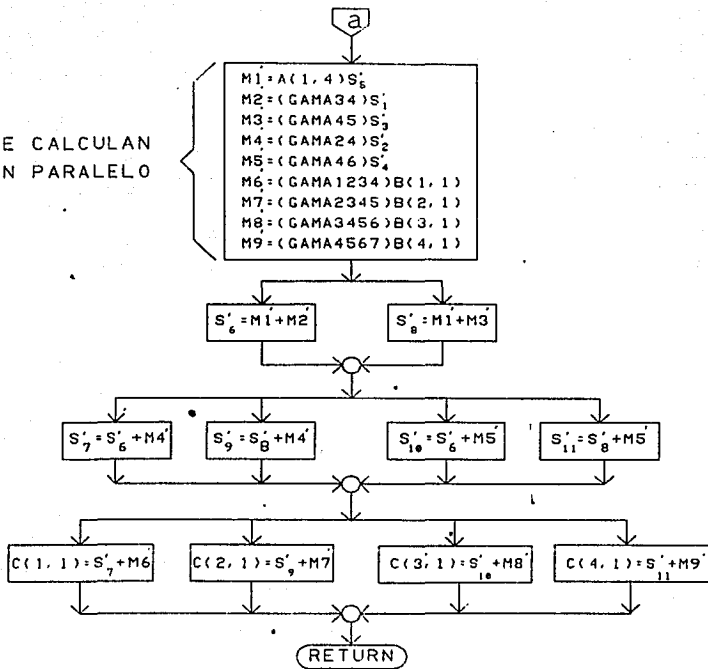 a
M1'=A(1,4)S'5
M2'=(GAMA34)S'1
M3'=(GAMA45)S'3
M4'=(GAMA24)S'2
M5'=(GAMA46)S'4
M6'=(GAMA1234)B(1,1)
M7'=(GAMA2345)B(2,1)
M8'=(GAMA3456)B(3,1)
M9'=(GAMA4567)B(4,1)
E CALCULAN
N PARALELO
S'6=M1'+M2'
S'8=M1'+M3'
S'7=S'6+M4'
S'9=S'8+M4'
S'10=S'6+M5'
S'11=S'8+M5'
C(1,1)=S'7+M6'
C(2,1)=S'9+M7'
C(3,1)=S'10+M8'
C(4,1)=S'11+M9'
RETURN